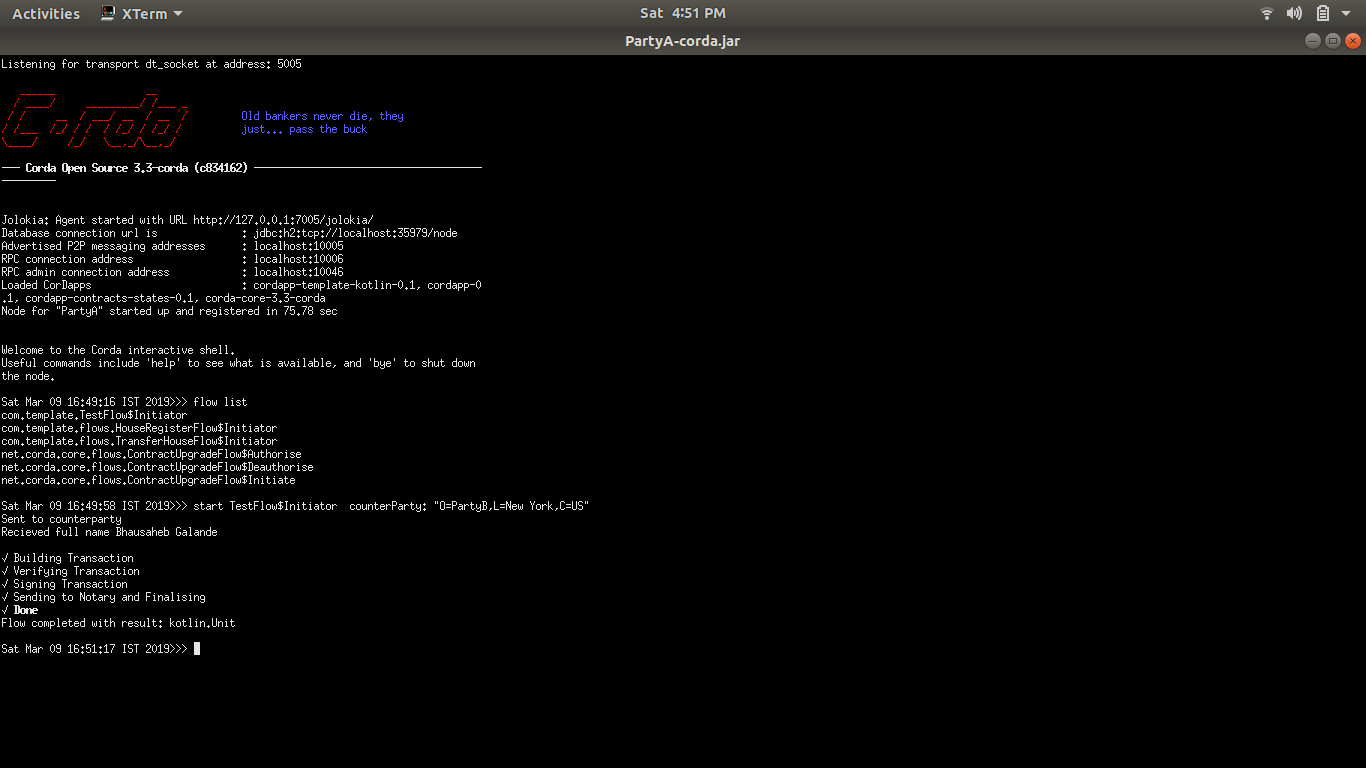 Activities XTerm Sat 4:51 PM
PartyA-corda.jar
Listening for transport dt_socket at address: 5005
Corda
Old bankers never die, they
just... pass the buck
--- Corda Open Source 3.3-corda (c834162) -----------------------------------------------
Jolokia: Agent started with URL http://127.0.0.1:7005/jolokia/
Database connection url is : jdbc:h2:tcp://localhost:35979/node
Advertised P2P messaging addresses : localhost:10005
RPC connection address : localhost:10006
RPC admin connection address : localhost:10046
Loaded CorDapps : cordapp-template-kotlin-0.1, cordapp-0
.1, cordapp-contracts-states-0.1, corda-core-3.3-corda
Node for "PartyA" started up and registered in 75.78 sec
Welcome to the Corda interactive shell.
Useful commands include 'help' to see what is available, and 'bye' to shut down
the node.
Sat Mar 09 16:49:16 IST 2019>>> flow list
com.template.TestFlow$Initiator
com.template.flows.HouseRegisterFlow$Initiator
com.template.flows.TransferHouseFlow$Initiator
net.corda.core.flows.ContractUpgradeFlow$Authorise
net.corda.core.flows.ContractUpgradeFlow$Deauthorise
net.corda.core.flows.ContractUpgradeFlow$Initiate
Sat Mar 09 16:49:58 IST 2019>>> start TestFlow$Initiator  counterParty: "O=PartyB,L=New York,C=US"
Sent to counterparty
Recieved full name Bhausaheb Galande
√ Building Transaction
√ Verifying Transaction
√ Signing Transaction
√ Sending to Notary and Finalising
√ Done
Flow completed with result: kotlin.Unit
Sat Mar 09 16:51:17 IST 2019>>>